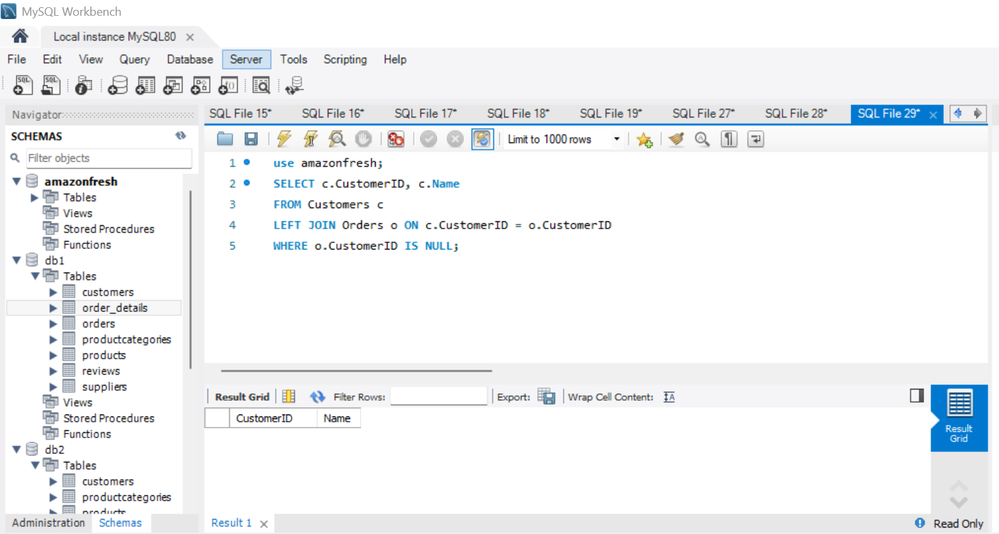 MySQL Workbench
Local instance MySQL80
File Edit View Query Database Server Tools Scripting Help
Navigator
SCHEMAS
Filter objects
amazonfresh
Tables
Views
Stored Procedures
Functions
db1
Tables
customers
order_details
orders
productcategories
products
reviews
suppliers
Views
Stored Procedures
Functions
db2
Tables
customers
productcategories
products
Administration Schemas
SQL File 15* SQL File 16* SQL File 17* SQL File 18* SQL File 19* SQL File 27* SQL File 28* SQL File 29*
Limit to 1000 rows
1 use amazonfresh;
2 SELECT c.CustomerID, c.Name
3 FROM Customers c
4 LEFT JOIN Orders o ON c.CustomerID = o.CustomerID
5 WHERE o.CustomerID IS NULL;
Result Grid Filter Rows: Export: Wrap Cell Content:
CustomerID Name
Result
Grid
Result 1
Read Only